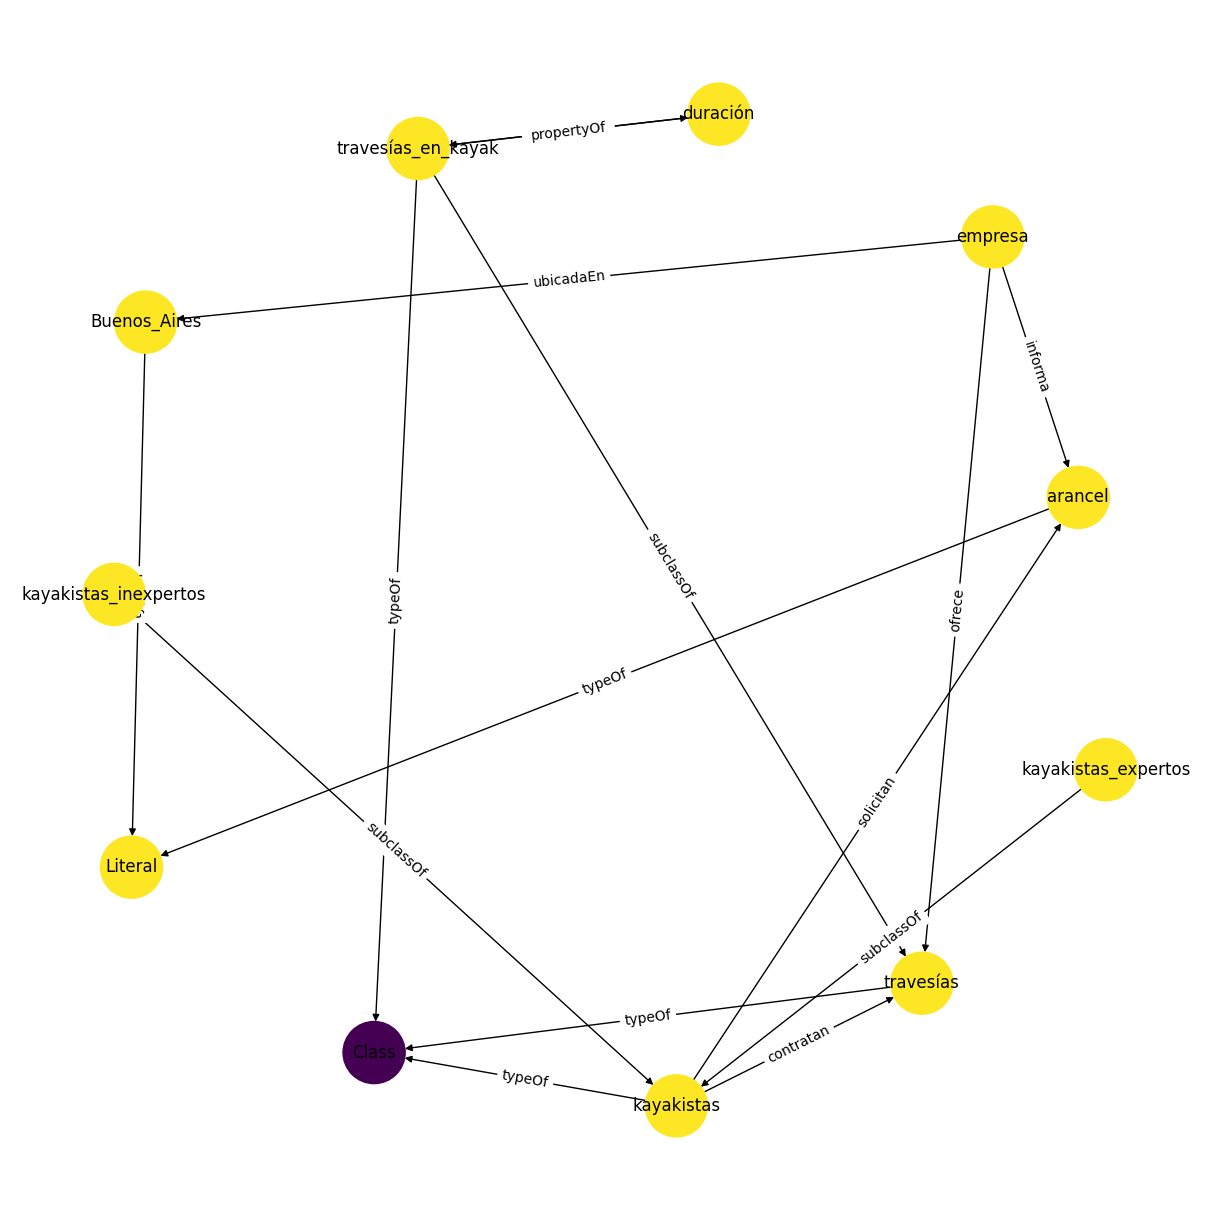 duración
propertyOf
travesías_en_kayak
empresa
ubicadaEn
Buenos_Aires
informa
arancel
subclassOf
kayakistas_inexpertos
typeOf
ofrece
typeOf
kayakistas_expertos
solicitan
subclassOf
Literal
subclassOf
travesías
typeOf
contratan
Class
typeOf
kayakistas